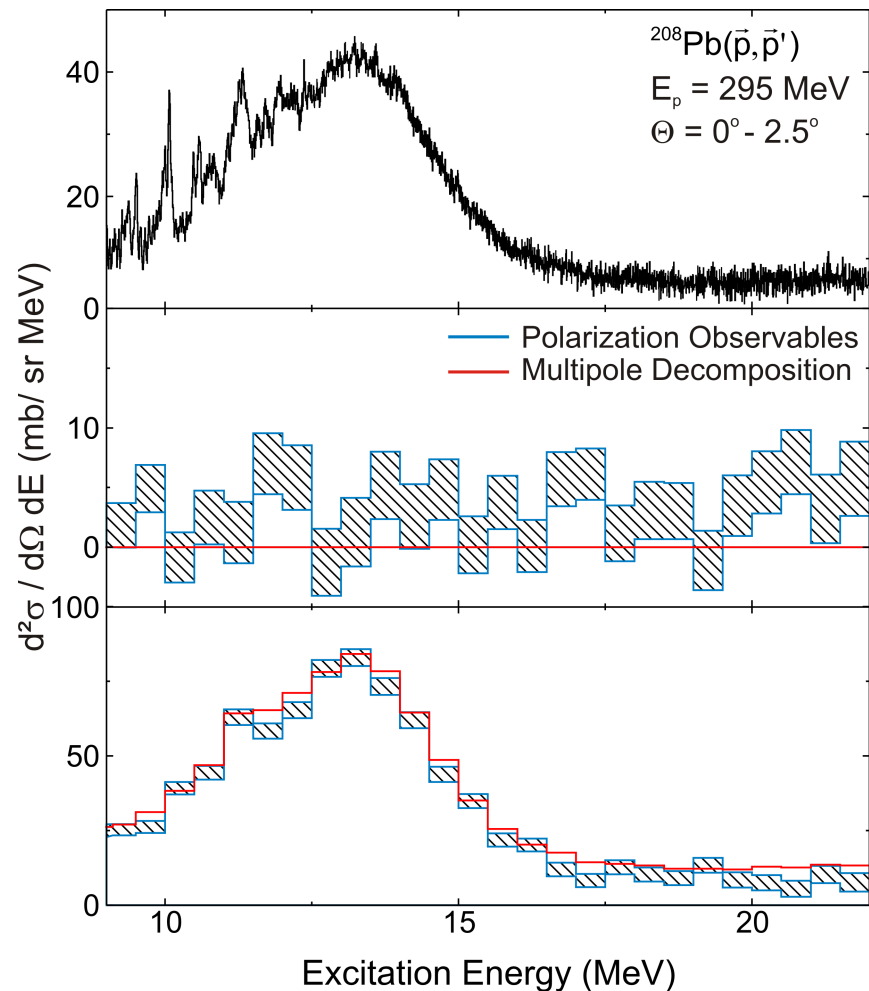 ²⁰⁸Pb(p⃗,p⃗')
Eₚ = 295 MeV
Θ = 0° - 2.5°
40
20
0
Polarization Observables
Multipole Decomposition
10
0
100
50
0
10
15
20
d²σ / dΩ dE (mb/ sr MeV)
Excitation Energy (MeV)